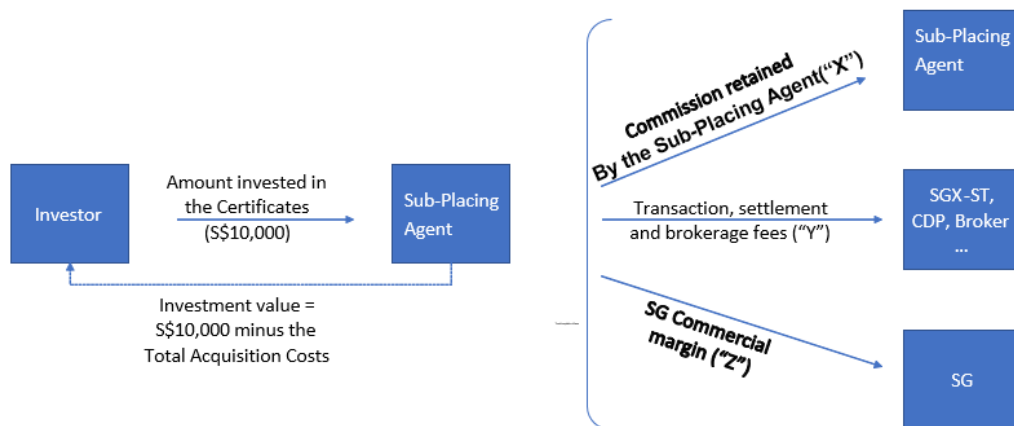 Investor
Amount invested in
the Certificates
(S$10,000)
Sub-Placing
Agent
Investment value =
S$10,000 minus the
Total Acquisition Costs
Commission retained
By the Sub-Placing Agent(“X”)
Sub-Placing
Agent
Transaction, settlement
and brokerage fees (“Y”)
SGX-ST,
CDP, Broker
...
SG Commercial
margin (“Z”)
SG